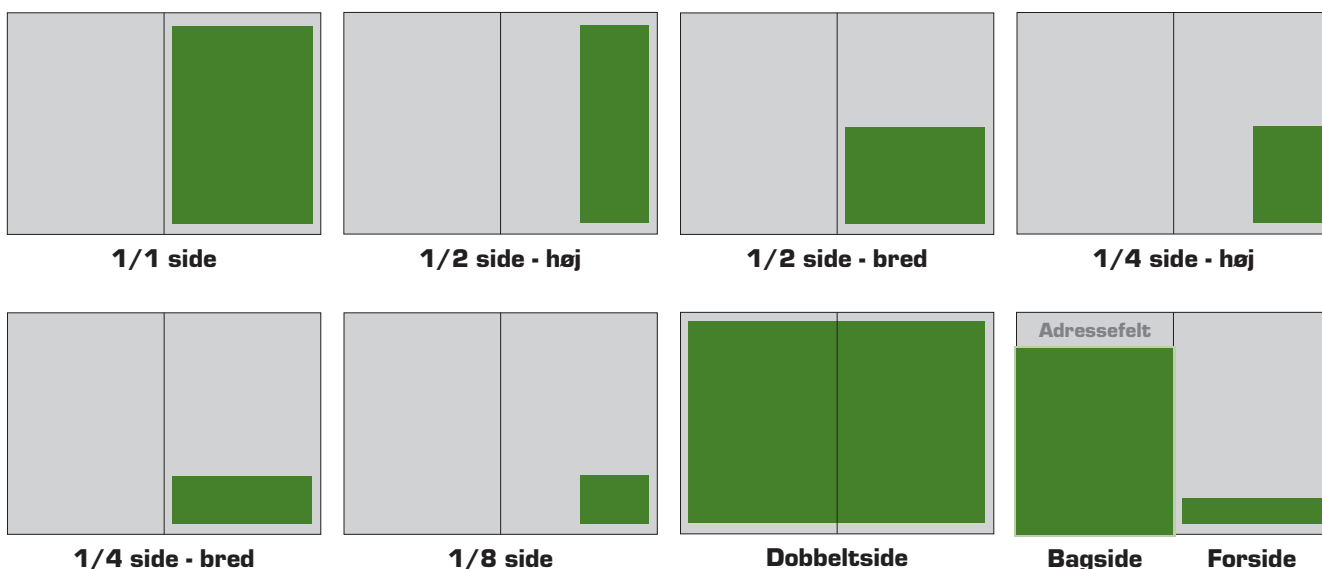 1/1 side
1/2 side - høj
1/2 side - bred
1/4 side - høj
Adressefelt
1/4 side - bred
1/8 side
Dobbeltside
Bagside
Forside